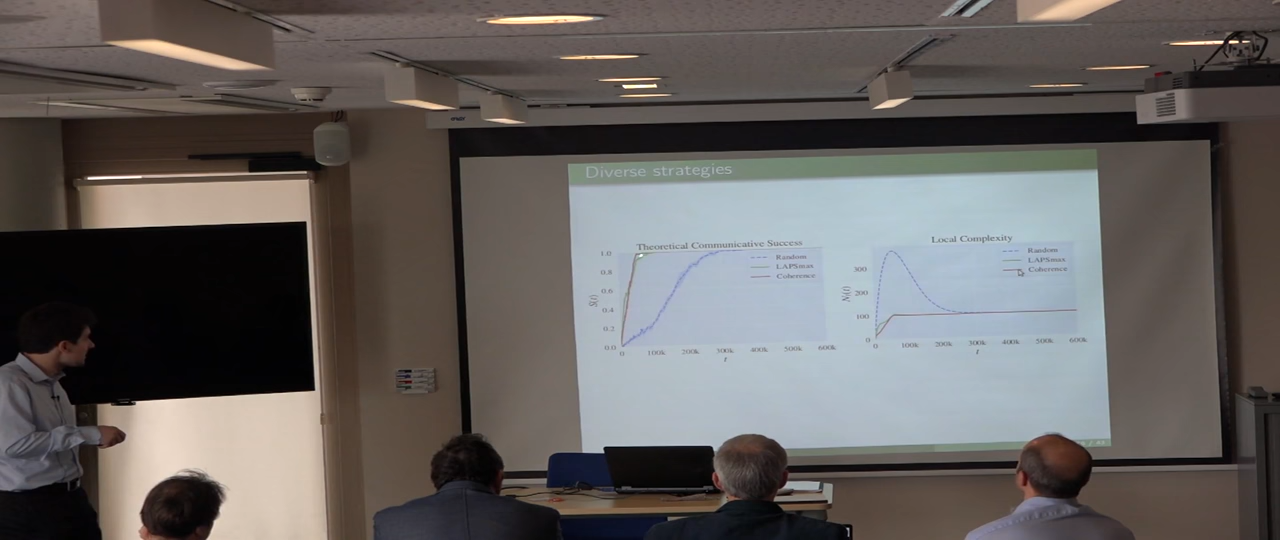 Diverse strategies
Theoretical Communicative Success
1.0
0.8
0.6
0.4
0.2
0.0
S(t)
0
100k
200k
300k
400k
500k
600k
t
Random
LAPSmax
Coherence
Local Complexity
300
200
100
0
0
100k
200k
300k
400k
500k
600k
t
Random
LAPSmax
Coherence